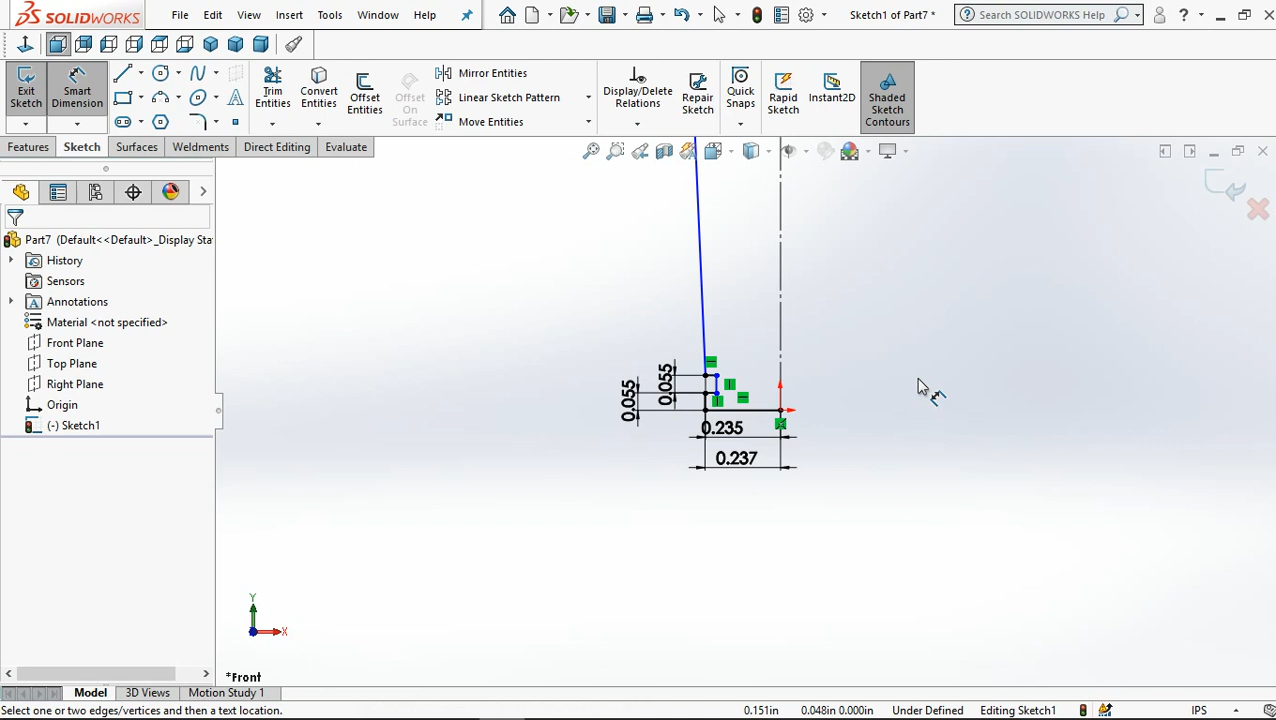 SOLIDWORKS File Edit View Insert Tools Window Help Sketch1 of Part7 * Search SOLIDWORKS Help ?
Exit Sketch
Smart Dimension
Trim Entities
Convert Entities
Offset Entities
Offset On Surface
Mirror Entities
Linear Sketch Pattern
Move Entities
Display/Delete Relations
Repair Sketch
Quick Snaps
Rapid Sketch
Instant2D
Shaded Sketch Contours
Features Sketch Surfaces Weldments Direct Editing Evaluate
Part7 (Default<<Default>_Display Sta
History
Sensors
Annotations
Material <not specified>
Front Plane
Top Plane
Right Plane
Origin
(-) Sketch1
0.055
0.055
0.235
0.237
Y
X
*Front
Model 3D Views Motion Study 1
Select one or two edges/vertices and then a text location. 0.151in 0.048in 0.000in Under Defined Editing Sketch1 IPS